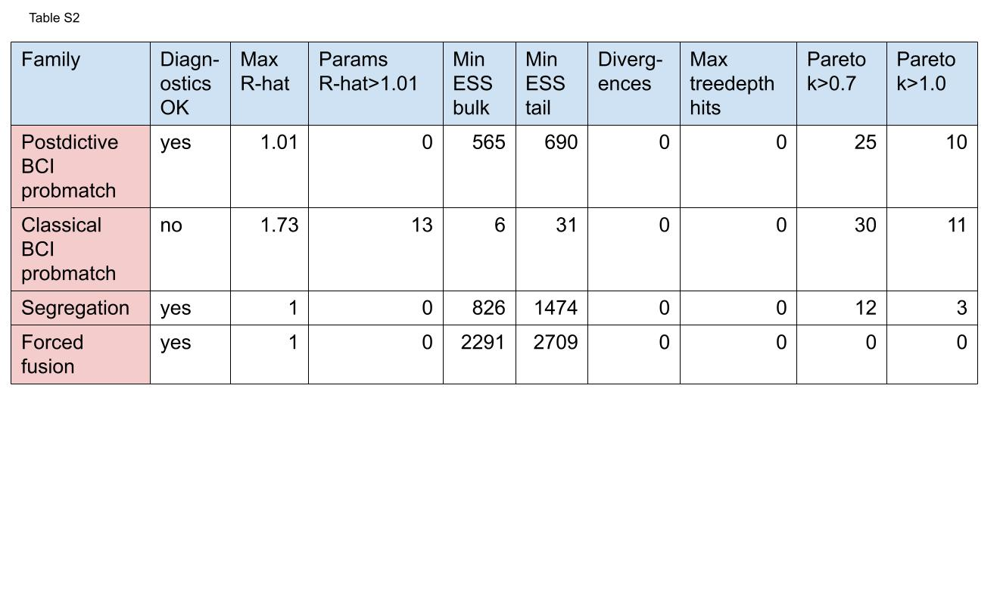 Table S2
Family Diagn- Max Params Min Min Diverg- Max Pareto Pareto
ostics R-hat R-hat>1.01 ESS ESS ences treedepth k>0.7 k>1.0
OK bulk tail hits
Postdictive yes 1.01 0 565 690 0 0 25 10
BCI
probmatch
Classical no 1.73 13 6 31 0 0 30 11
BCI
probmatch
Segregation yes 1 0 826 1474 0 0 12 3
Forced yes 1 0 2291 2709 0 0 0 0
fusion